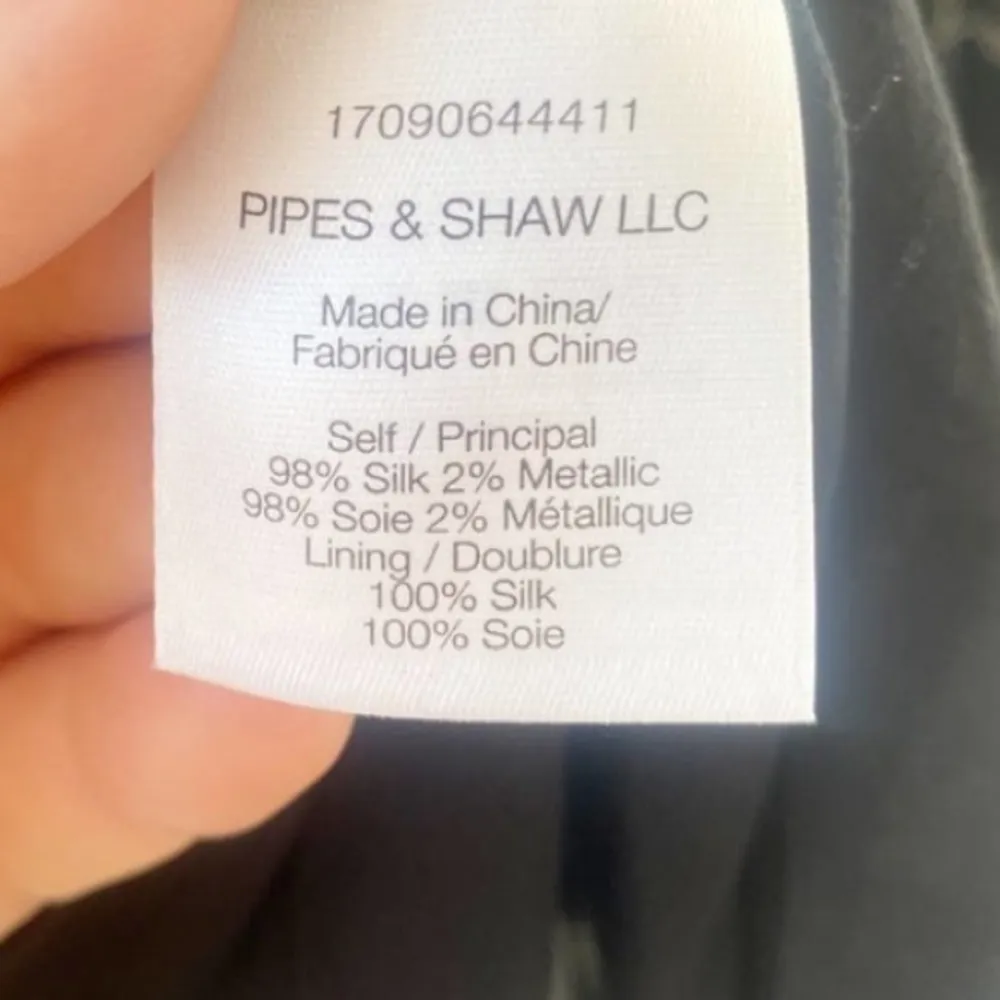 17090644411
PIPES & SHAW LLC
Made in China/
Fabriqué en Chine
Self / Principal
98% Silk 2% Metallic
98% Soie 2% Métallique
Lining / Doublure
100% Silk
100% Soie